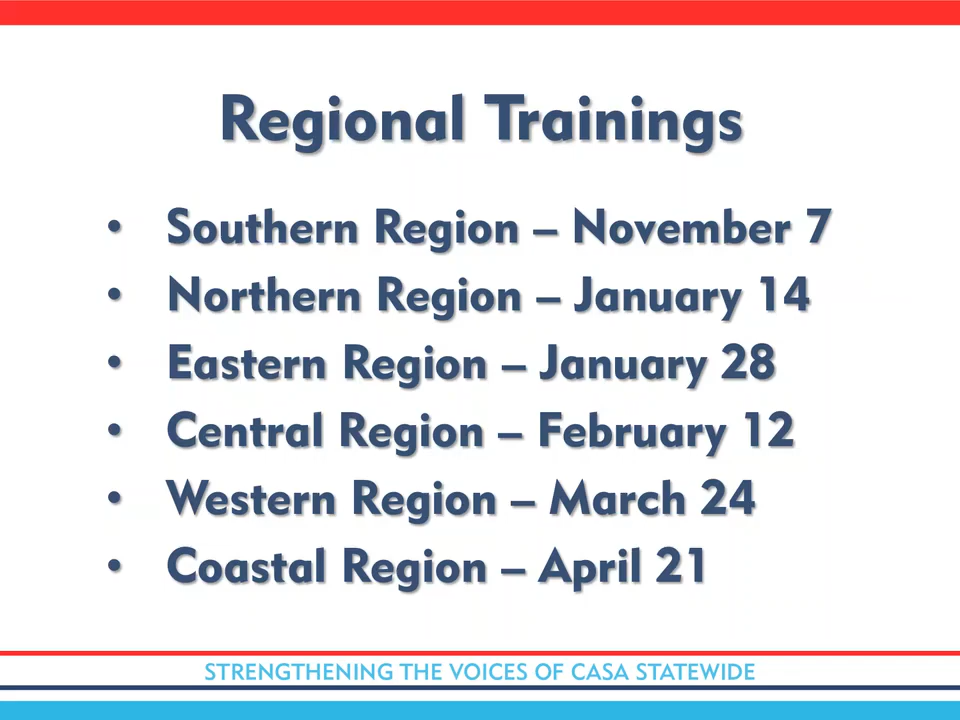 Regional Trainings
• Southern Region – November 7
• Northern Region – January 14
• Eastern Region – January 28
• Central Region – February 12
• Western Region – March 24
• Coastal Region – April 21
STRENGTHENING THE VOICES OF CASA STATEWIDE